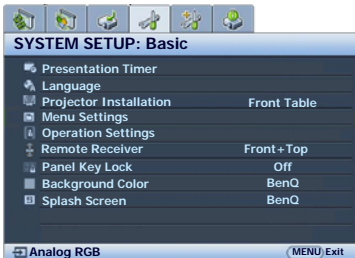 SYSTEM SETUP: Basic
Presentation Timer
Language
Projector Installation Front Table
Menu Settings
Operation Settings
Remote Receiver Front+Top
Panel Key Lock Off
Background Color BenQ
Splash Screen BenQ
Analog RGB MENU Exit